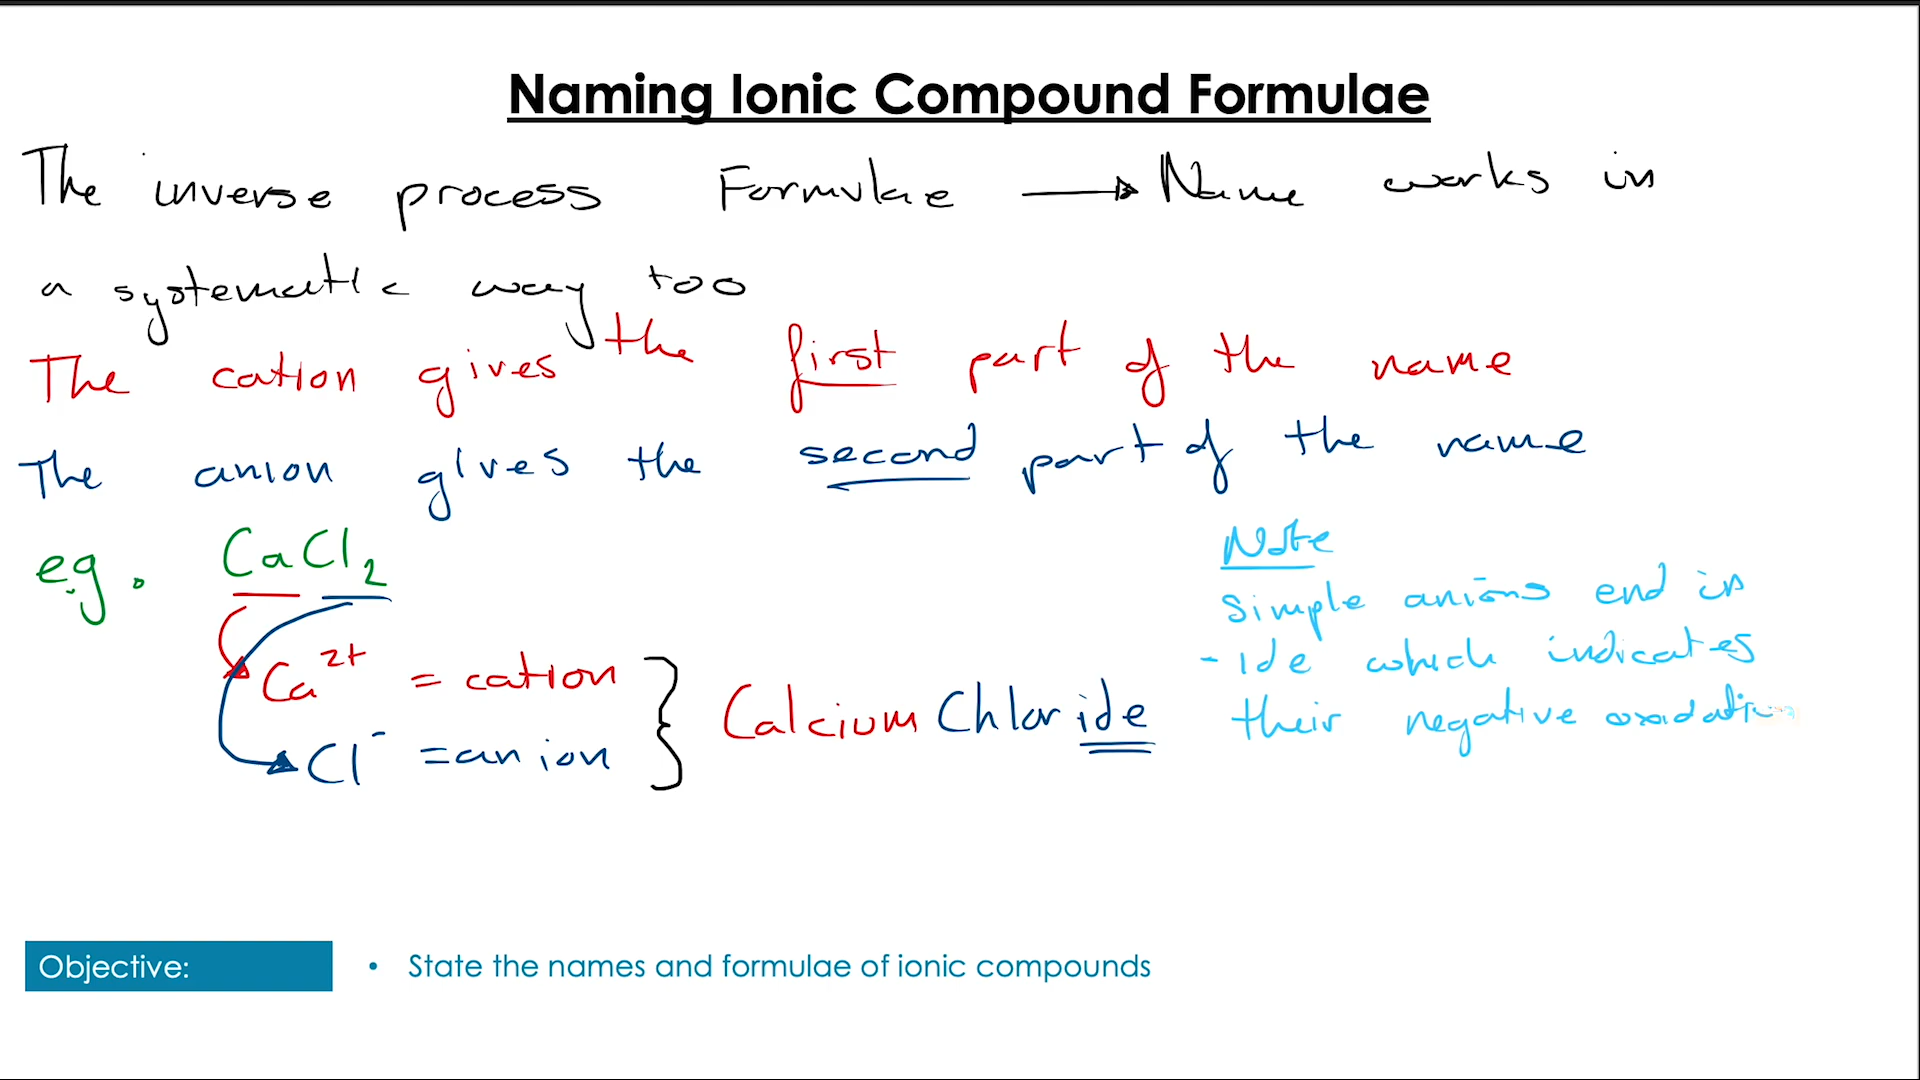 Naming Ionic Compound Formulae
The inverse process Formulae → Name works in
a systematic way too
The cation gives the first part of the name
The anion gives the second part of the name
eg. CaCl₂
Note
Simple anions end in
-ide which indicates
their negative oxidation
Ca²⁺ = cation
Cl⁻ = anion
Calcium Chloride
Objective:
• State the names and formulae of ionic compounds